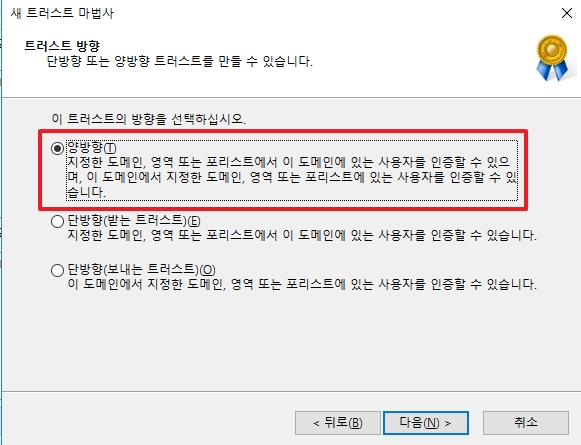 새 트러스트 마법사
트러스트 방향
단방향 또는 양방향 트러스트를 만들 수 있습니다.
이 트러스트의 방향을 선택하십시오.
양방향(T)
지정한 도메인, 영역 또는 포리스트에서 이 도메인에 있는 사용자를 인증할 수 있으
며, 이 도메인에서 지정한 도메인, 영역 또는 포리스트에 있는 사용자를 인증할 수 있
습니다.
단방향(받는 트러스트)(E)
지정한 도메인, 영역 또는 포리스트에서 이 도메인에 있는 사용자를 인증할 수 있습니다.
단방향(보내는 트러스트)(O)
이 도메인에서 지정한 도메인, 영역 또는 포리스트에 있는 사용자를 인증할 수 있습니다.
< 뒤로(B)
다음(N) >
취소